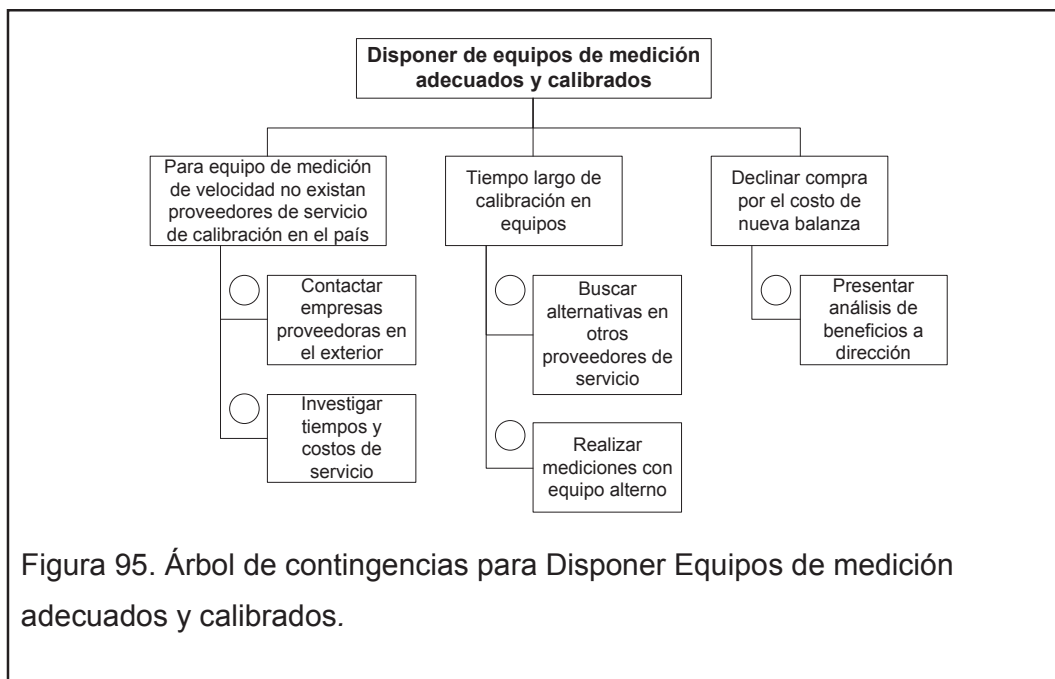 Disponer de equipos de medición
adecuados y calibrados
Para equipo de medición
de velocidad no existan
proveedores de servicio
de calibración en el país
Contactar
empresas
proveedoras en
el exterior
Investigar
tiempos y
costos de
servicio
Tiempo largo de
calibración en
equipos
Buscar
alternativas en
otros
proveedores de
servicio
Realizar
mediciones con
equipo alterno
Declinar compra
por el costo de
nueva balanza
Presentar
análisis de
beneficios a
dirección
Figura 95. Árbol de contingencias para Disponer Equipos de medición
adecuados y calibrados.